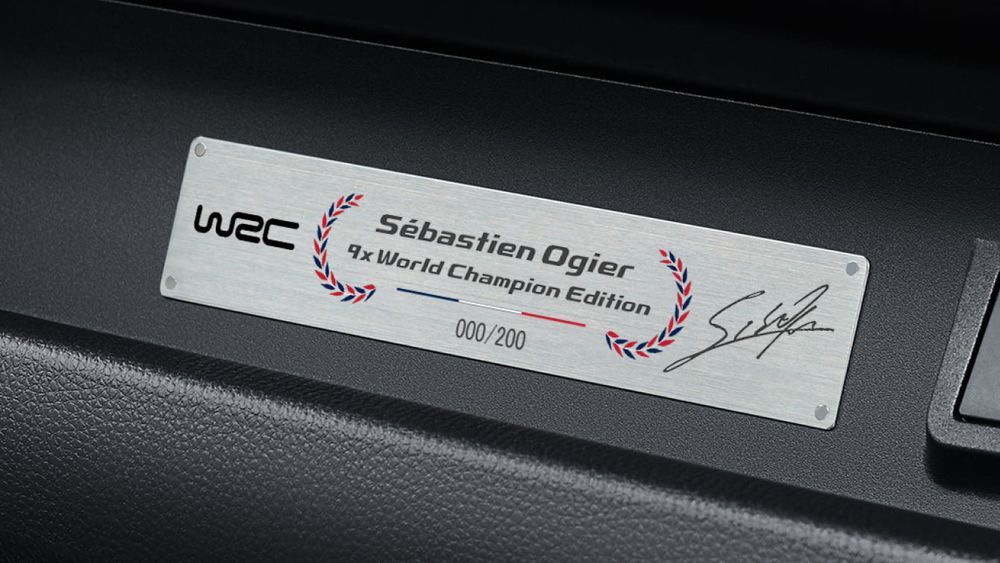 WRC
Sébastien Ogier
9x World Champion Edition
000/200